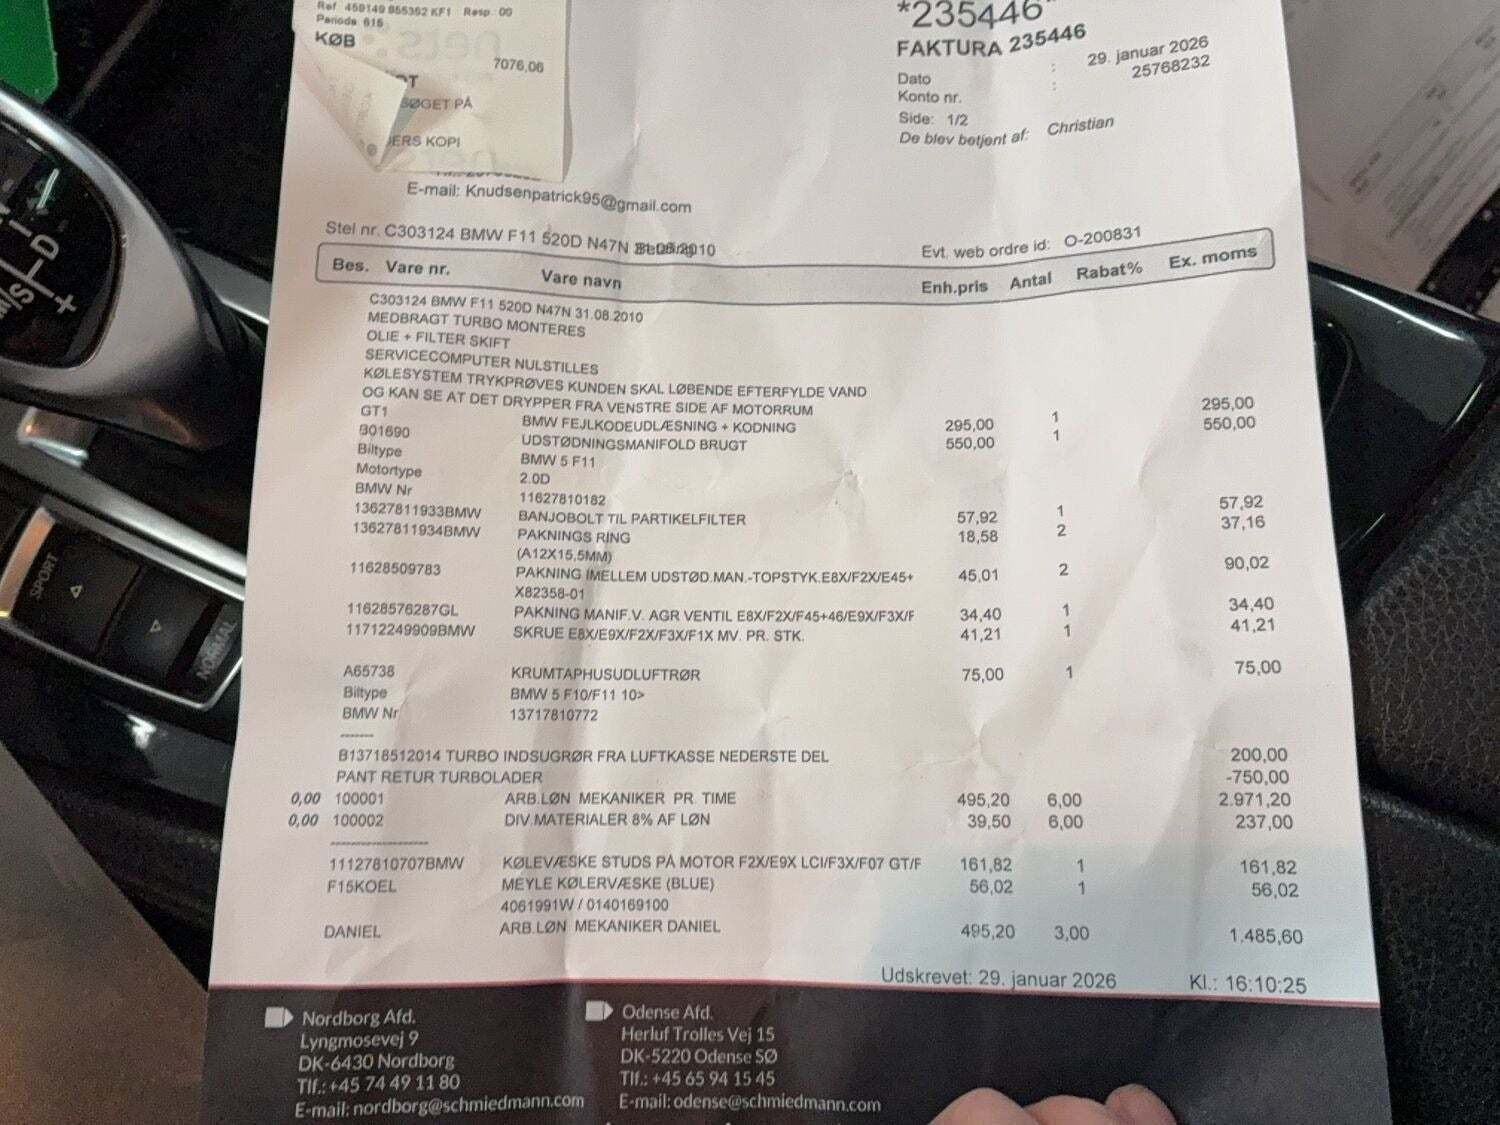 Ref 459149 855362 KF1 Resp: 00
Periode 616
KØB
7076,06
SØGET PÅ
KOPI
*235446*
FAKTURA 235446
Dato : 29. januar 2026
Konto nr. : 25768232
Side: 1/2
De blev betjent af: Christian
E-mail: Knudsenpatrick95@gmail.com
Stel nr. C303124 BMW F11 520D N47N
Evt. web ordre id: O-200831
Bes. Vare nr. Vare navn Enh.pris Antal Rabat% Ex. moms
C303124 BMW F11 520D N47N 31.08.2010
MEDBRAGT TURBO MONTERES
OLIE + FILTER SKIFT
SERVICECOMPUTER NULSTILLES
KØLESYSTEM TRYKPRØVES KUNDEN SKAL LØBENDE EFTERFYLDE VAND
OG KAN SE AT DET DRYPPER FRA VENSTRE SIDE AF MOTORRUM
GT1 BMW FEJLKODEUDLÆSNING + KODNING 295,00 1 295,00
B01690 UDSTØDNINGSMANIFOLD BRUGT 550,00 1 550,00
Biltype BMW 5 F11
Motortype 2.0D
BMW Nr 11627810182
13627811933BMW BANJOBOLT TIL PARTIKELFILTER 57,92 1 57,92
13627811934BMW PAKNINGS RING 18,58 2 37,16
(A12X15,5MM)
11628509783 PAKNING IMELLEM UDSTØD.MAN.-TOPSTYK.E8X/F2X/E45+ 45,01 2 90,02
X82358-01
11628576287GL PAKNING MANIF.V. AGR VENTIL E8X/F2X/F45+46/E9X/F3X/F 34,40 1 34,40
11712249909BMW SKRUE E8X/E9X/F2X/F3X/F1X MV. PR. STK. 41,21 1 41,21
A65738 KRUMTAPHUSUDLUFTRØR 75,00 1 75,00
Biltype BMW 5 F10/F11 10>
BMW Nr 13717810772
-------
B13718512014 TURBO INDSUGRØR FRA LUFTKASSE NEDERSTE DEL 200,00
PANT RETUR TURBOLADER -750,00
0,00 100001 ARB.LØN MEKANIKER PR. TIME 495,20 6,00 2.971,20
0,00 100002 DIV.MATERIALER 8% AF LØN 39,50 6,00 237,00
--------------------
11127810707BMW KØLEVÆSKE STUDS PÅ MOTOR F2X/E9X LCI/F3X/F07 GT/F 161,82 1 161,82
F15KOEL MEYLE KØLERVÆSKE (BLUE) 56,02 1 56,02
4061991W / 0140169100
DANIEL ARB.LØN MEKANIKER DANIEL 495,20 3,00 1.485,60
Udskrevet: 29. januar 2026 Kl.: 16:10:25
Nordborg Afd.
Lyngmosevej 9
DK-6430 Nordborg
Tlf.: +45 74 49 11 80
E-mail: nordborg@schmiedmann.com
Odense Afd.
Herluf Trolles Vej 15
DK-5220 Odense SØ
Tlf.: +45 65 94 15 45
E-mail: odense@schmiedmann.com
D
M/S
+
SPORT
NORMAL